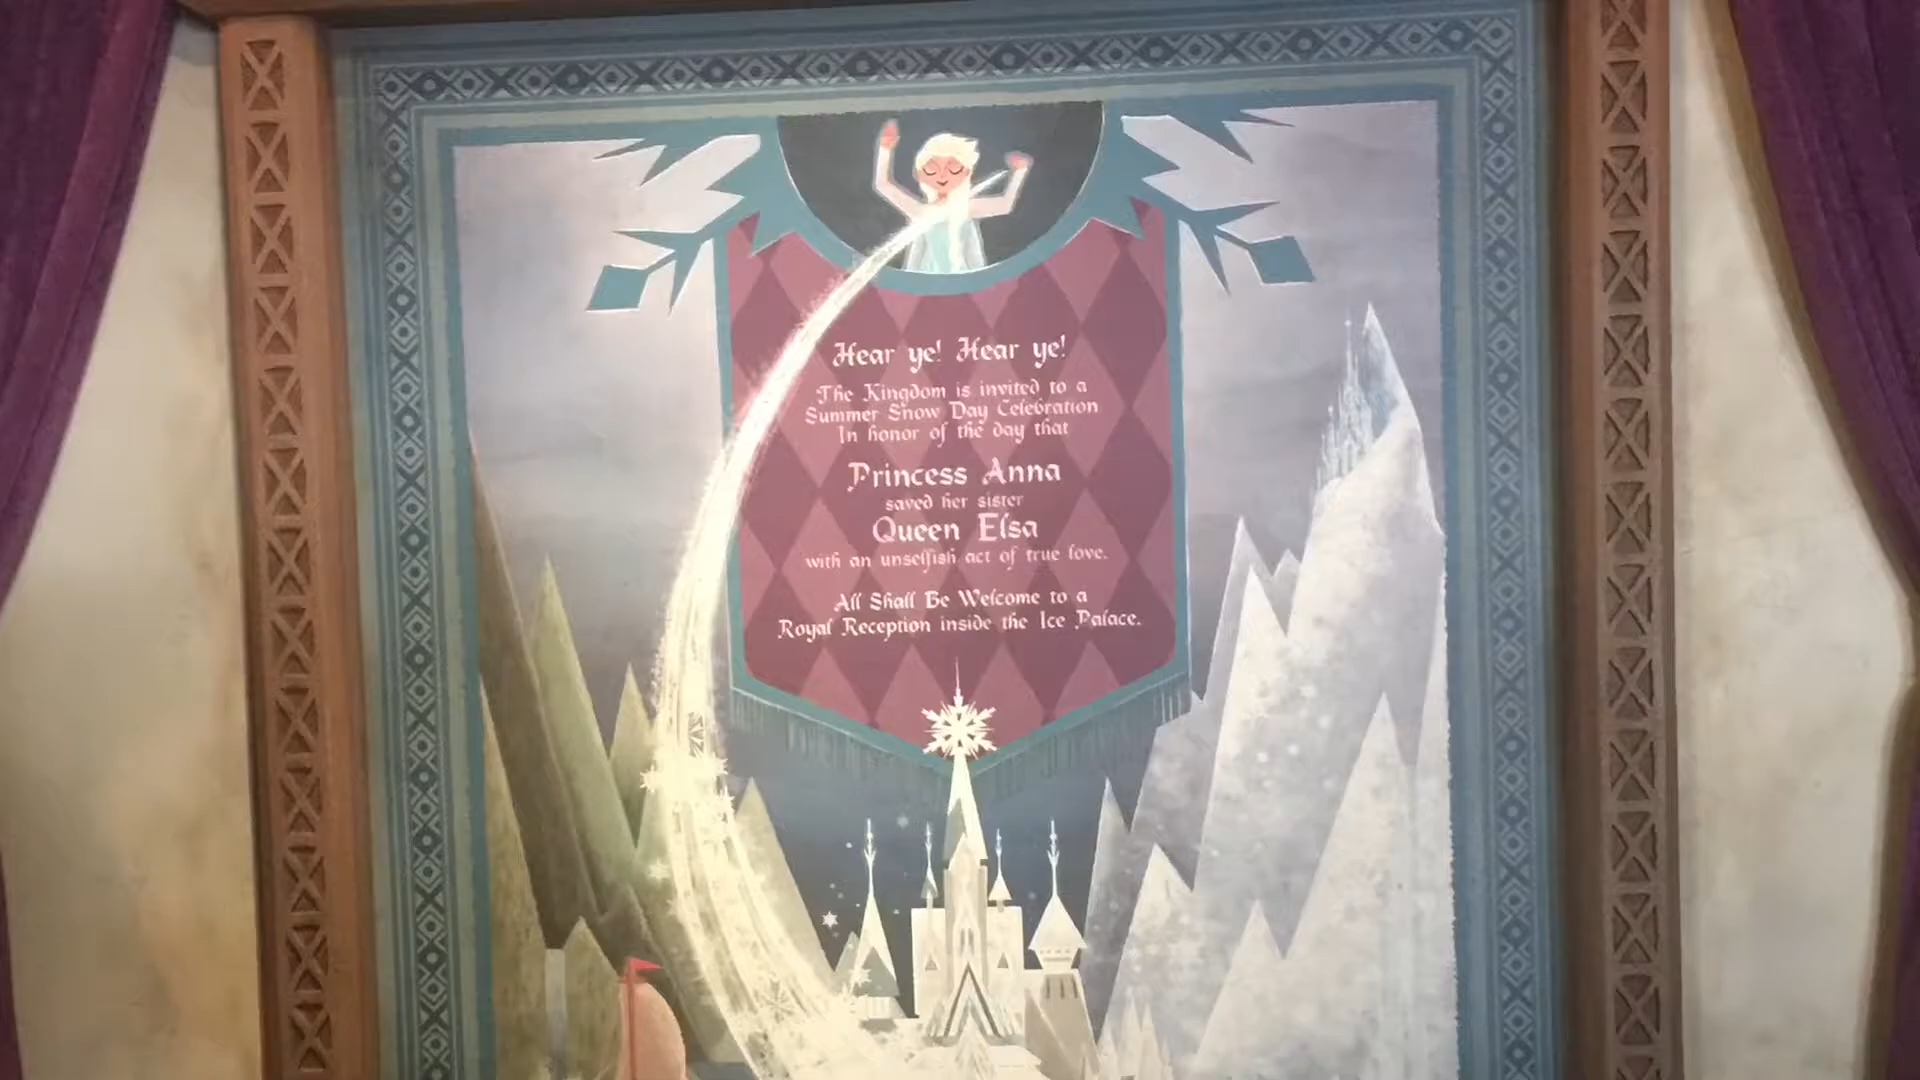 Hear ye! Hear ye!
The Kingdom is invited to a
Summer Snow Day Celebration
In honor of the day that
Princess Anna
saved her sister
Queen Elsa
with an unselfish act of true love.
All Shall Be Welcome to a
Royal Reception inside the Ice Palace.